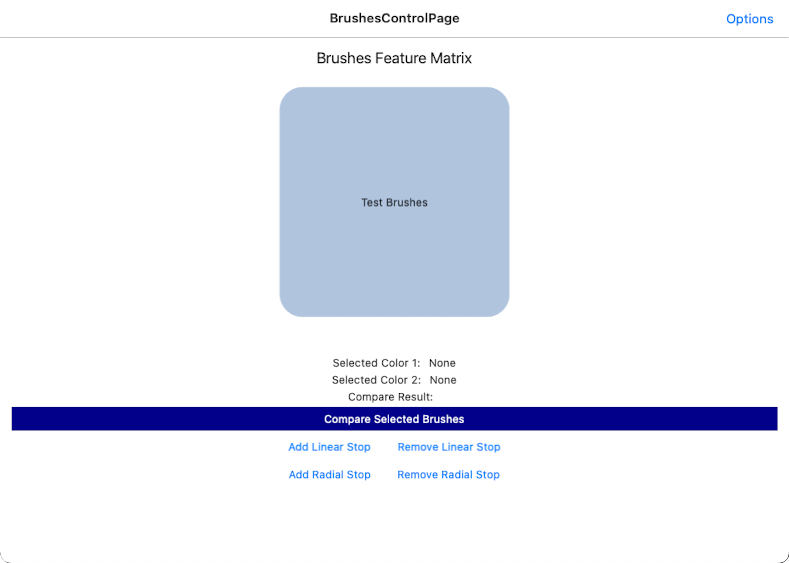 BrushesControlPage
Options
Brushes Feature Matrix
Test Brushes
Selected Color 1: None
Selected Color 2: None
Compare Result:
Compare Selected Brushes
Add Linear Stop Remove Linear Stop
Add Radial Stop Remove Radial Stop